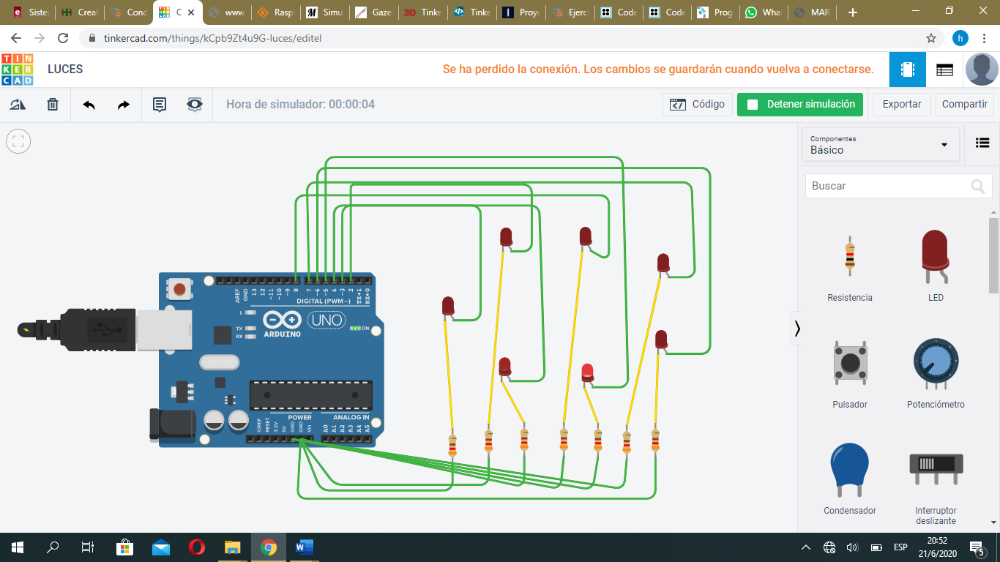 Sister
Creat
Cond
C
www.
Raspl
Simu
Gaze
Tinke
Tinke
Proye
Ejerci
Code
Code
Prog
What
MAR
tinkercad.com/things/kCpb9Zt4u9G-luces/editel
h
TIN
KER
CAD
LUCES
Se ha perdido la conexión. Los cambios se guardarán cuando vuelva a conectarse.
Hora de simulador: 00:00:04
Código
Detener simulación
Exportar
Compartir
Componentes
Básico
Buscar
Resistencia
LED
Pulsador
Potenciómetro
Condensador
Interruptor
deslizante
AREF
GND
13
12
~11
~10
~9
8
7
~6
~5
4
~3
2
TX→1
RX←0
DIGITAL (PWM~)
L
TX
RX
UNO
ARDUINO
ON
POWER
ANALOG IN
IOREF
RESET
3.3V
5V
GND
GND
Vin
A0
A1
A2
A3
A4
A5
ESP
20:52
21/6/2020
5